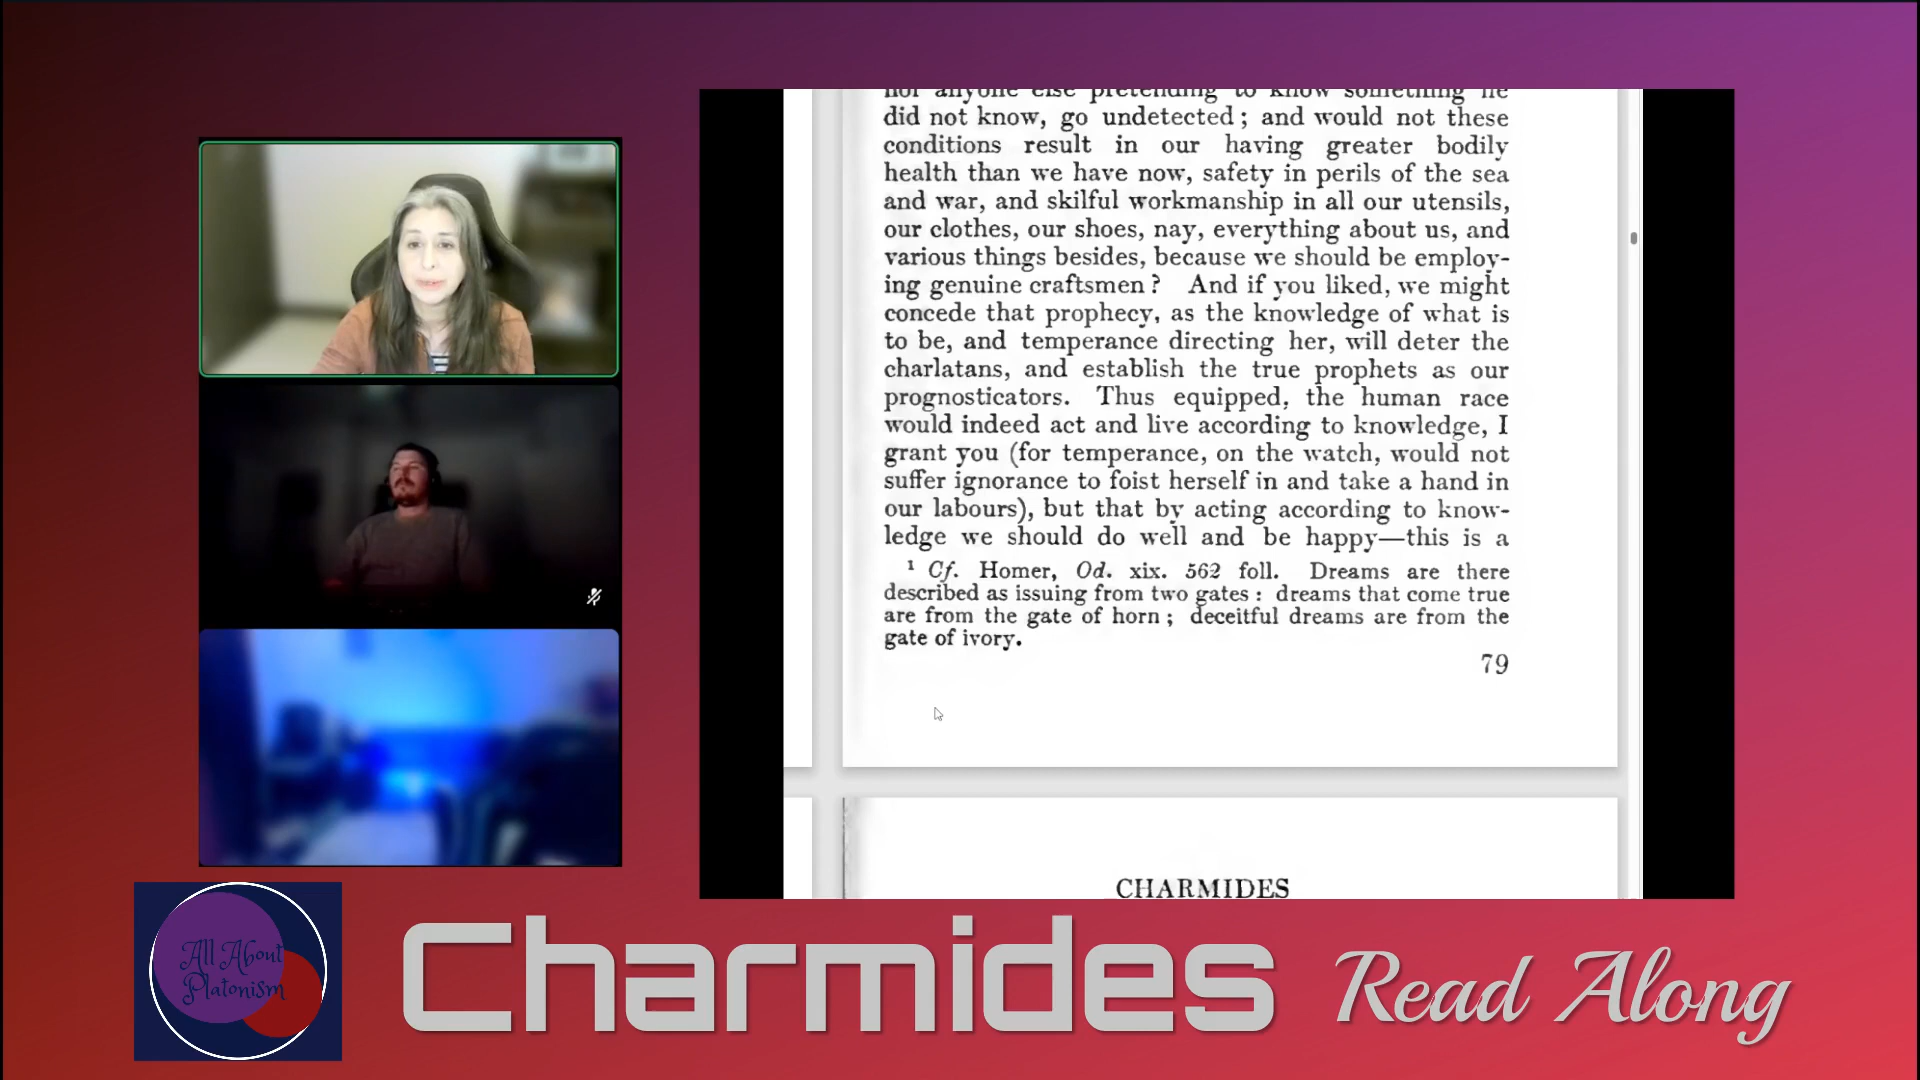 nor anyone else pretending to know something he
did not know, go undetected ; and would not these
conditions result in our having greater bodily
health than we have now, safety in perils of the sea
and war, and skilful workmanship in all our utensils,
our clothes, our shoes, nay, everything about us, and
various things besides, because we should be employ-
ing genuine craftsmen ? And if you liked, we might
concede that prophecy, as the knowledge of what is
to be, and temperance directing her, will deter the
charlatans, and establish the true prophets as our
prognosticators. Thus equipped, the human race
would indeed act and live according to knowledge, I
grant you (for temperance, on the watch, would not
suffer ignorance to foist herself in and take a hand in
our labours), but that by acting according to know-
ledge we should do well and be happy—this is a
¹ Cf. Homer, Od. xix. 562 foll. Dreams are there
described as issuing from two gates : dreams that come true
are from the gate of horn ; deceitful dreams are from the
gate of ivory.
79
CHARMIDES
All About
Platonism
Charmides Read Along